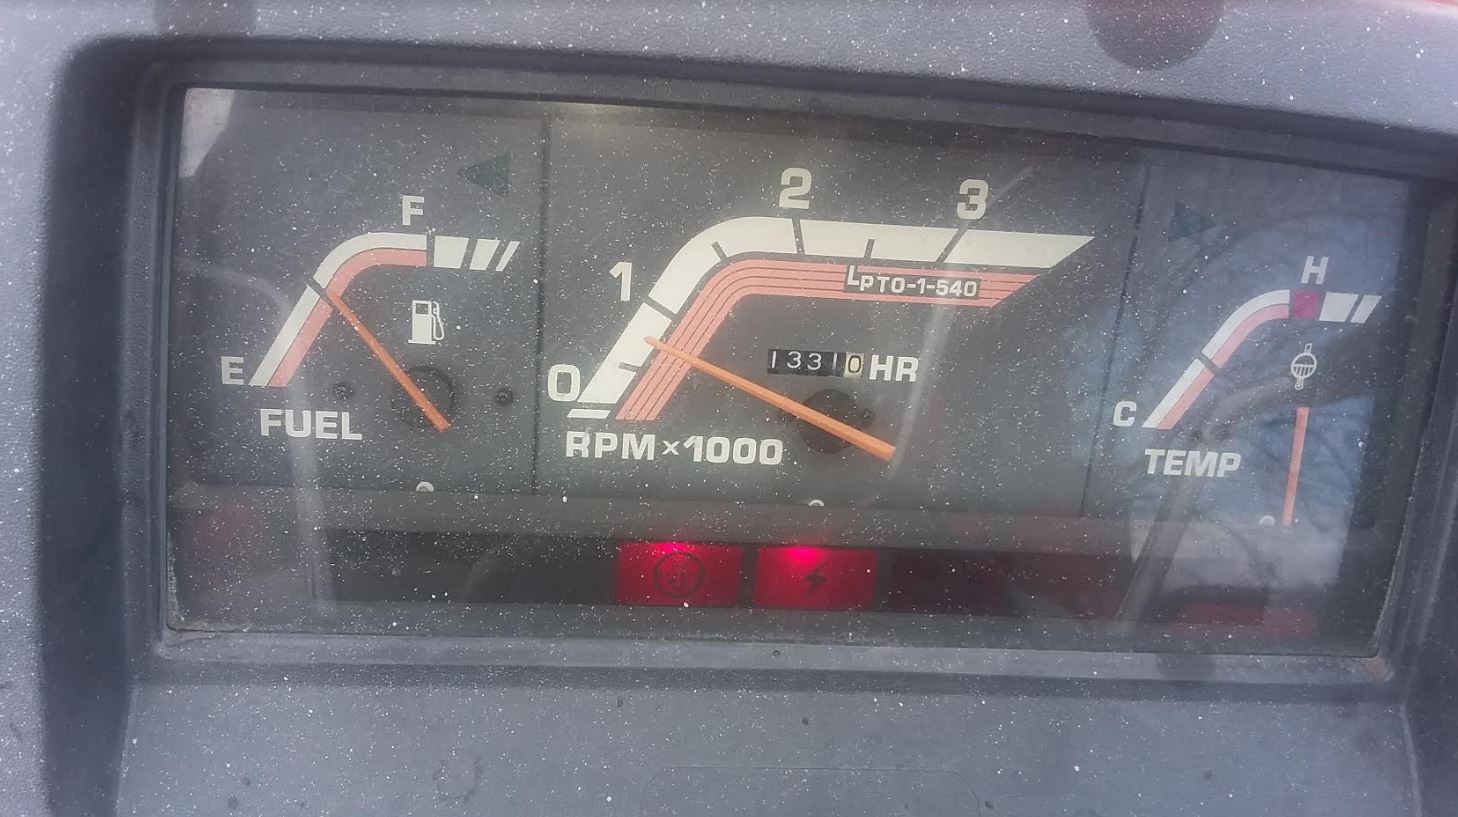 F
E
FUEL
0
1
2
3
PTO-1-540
13310 HR
RPM×1000
H
C
TEMP